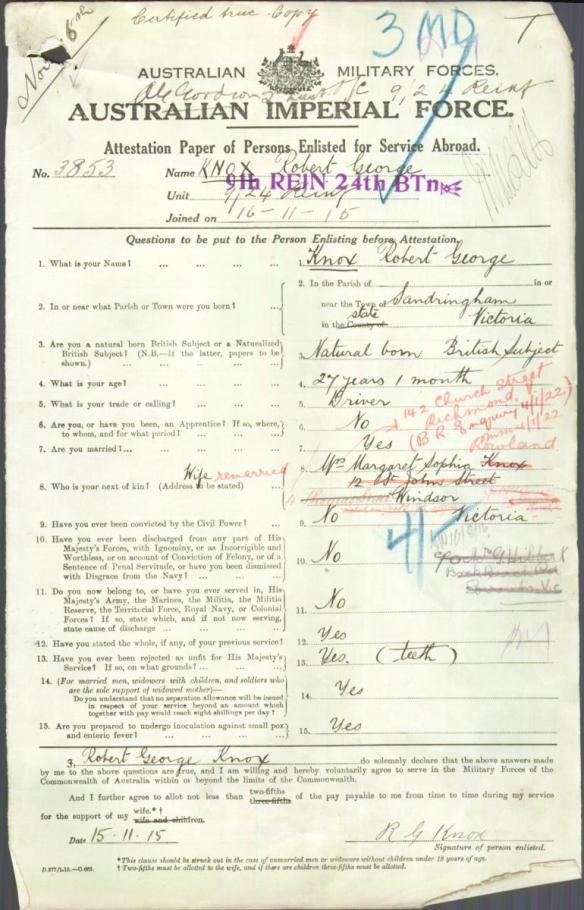 Certified true Copy
Nov 6th
3 MD
AUSTRALIAN MILITARY FORCES.
9/24 Reinf
AUSTRALIAN IMPERIAL FORCE.
Attestation Paper of Persons Enlisted for Service Abroad.
No. 3853 Name KNOX Robert George
9th REIN 24th BTn
Unit 9/24 Reinf
Joined on 16-11-15
Questions to be put to the Person Enlisting before Attestation.
1. What is your Name? ... ... ... ... 1. Knox Robert George
2. In or near what Parish or Town were you born? ... 2. In the Parish of in or
near the Town of Sandringham
in the County of state Victoria
3. Are you a natural born British Subject or a Naturalized
British Subject? (N.B.—If the latter, papers to be
shown.) ... ... ... ... 3. Natural born British Subject
4. What is your age? ... ... ... ... 4. 27 years 1 month
5. What is your trade or calling? ... ... ... 5. Driver
6. Are you, or have you been, an Apprentice? If so, where,
to whom, and for what period? ... ... ... 6. No
7. Are you married? ... ... ... ... 7. Yes
142 Church Street
Richmond,
(B R Enquiry 4/1/22.)
Rowland
8. Who is your next of kin? (Address to be stated) ... Wife remarried 8. Mrs Margaret Sophia Knox
12 St John Street
Windsor
Victoria
9. Have you ever been convicted by the Civil Power? ... 9. No
10. Have you ever been discharged from any part of His
Majesty's Forces, with Ignominy, or as Incorrigible and
Worthless, or on account of Conviction of Felony, or of a
Sentence of Penal Servitude, or have you been dismissed
with Disgrace from the Navy? ... ... ... 10. No
11. Do you now belong to, or have you ever served in, His
Majesty's Army, the Marines, the Militia, the Militia
Reserve, the Territorial Force, Royal Navy, or Colonial
Forces? If so, state which, and if not now serving,
state cause of discharge ... ... ... 11. No
12. Have you stated the whole, if any, of your previous service? 12. Yes
13. Have you ever been rejected as unfit for His Majesty's
Service? If so, on what grounds? ... ... 13. Yes. (teeth)
14. (For married men, widowers with children, and soldiers who
are the sole support of widowed mother)—
Do you understand that no separation allowance will be issued
in respect of your service beyond an amount which
together with pay would reach eight shillings per day? 14. Yes
15. Are you prepared to undergo inoculation against small pox
and enteric fever? ... ... ... 15. Yes
I, Robert George Knox do solemnly declare that the above answers made
by me to the above questions are true, and I am willing and hereby voluntarily agree to serve in the Military Forces of the
Commonwealth of Australia within or beyond the limits of the Commonwealth.
And I further agree to allot not less than two-fifths three-fifths of the pay payable to me from time to time during my service
for the support of my wife.*† wife and children.
Date 15.11.15 R G Knox
Signature of person enlisted.
*This clause should be struck out in the case of unmarried men or widowers without children under 18 years of age.
† Two-fifths must be allotted to the wife, and if there are children three-fifths must be allotted.